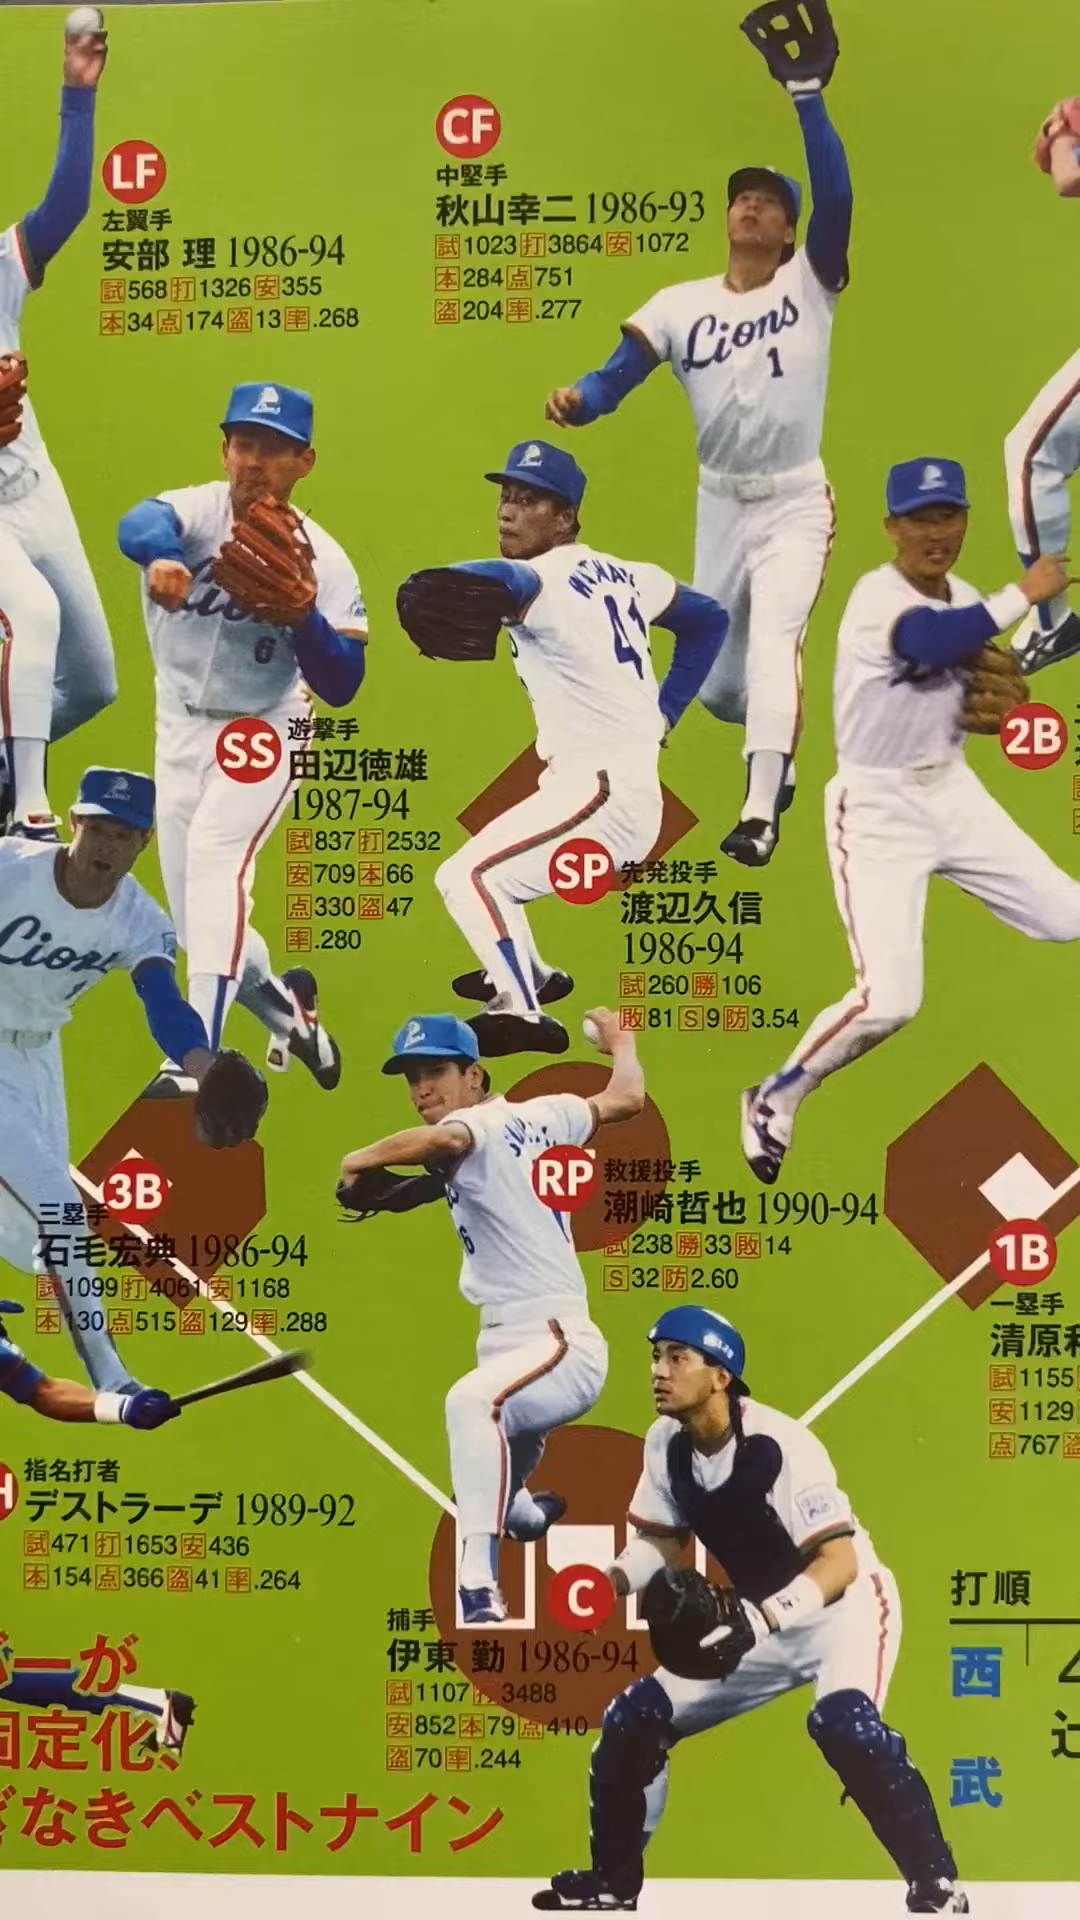 LF
左翼手
安部 理 1986-94
試568打1326安355
本34点174盗13率.268
CF
中堅手
秋山幸二 1986-93
試1023打3864安1072
本284点751
盗204率.277
Lions
1
6
41
SS
遊撃手
田辺徳雄
1987-94
試837打2532
安709本66
点330盗47
率.280
2B
SP
先発投手
渡辺久信
1986-94
試260勝106
敗81S9防3.54
Lions
3B
三塁手
石毛宏典 1986-94
試1099打4061安1168
本130点515盗129率.288
RP
救援投手
潮崎哲也 1990-94
試238勝33敗14
S32防2.60
1B
一塁手
清原
試1155
安1129
点767盗
指名打者
デストラーデ 1989-92
試471打1653安436
本154点366盗41率.264
C
捕手
伊東 勤 1986-94
試1107打3488
安852本79点410
盗70率.244
打順
西
武
辻
ーが
固定化、
なきベストナイン